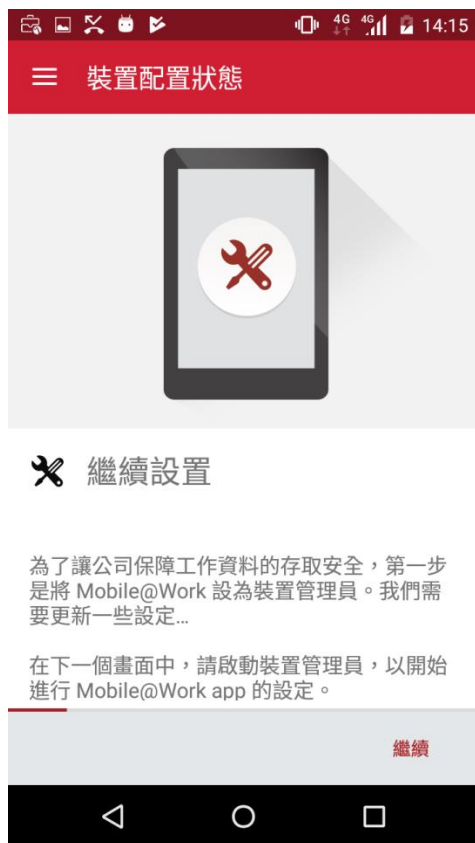 4G 4G 14:15
裝置配置狀態
繼續設置
為了讓公司保障工作資料的存取安全，第一步
是將 Mobile@Work 設為裝置管理員。我們需
要更新一些設定...
在下一個畫面中，請啟動裝置管理員，以開始
進行 Mobile@Work app 的設定。
繼續